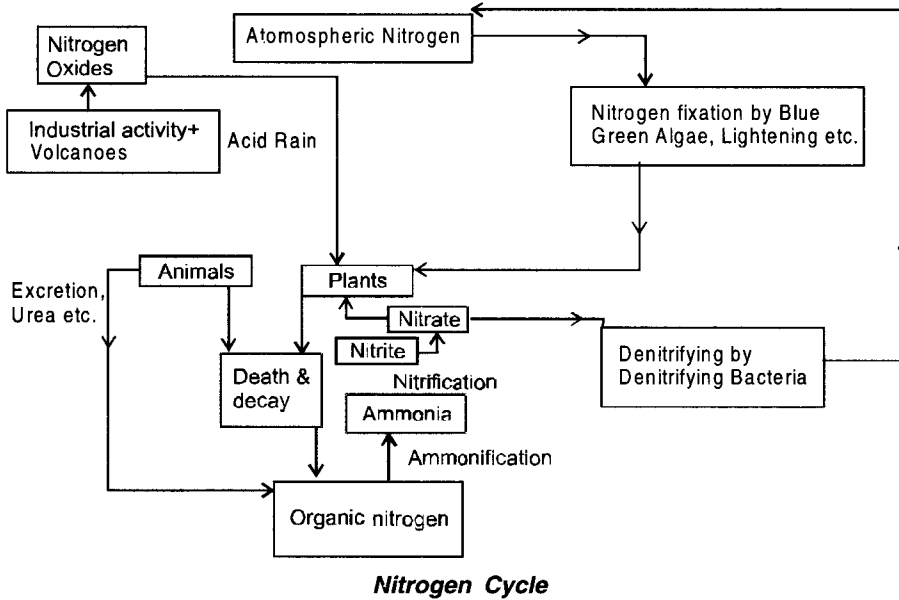 Nitrogen
Oxides
Atomospheric Nitrogen
Industrial activity+
Volcanoes
Acid Rain
Nitrogen fixation by Blue
Green Algae, Lightening etc.
Animals
Plants
Excretion,
Urea etc.
Nitrate
Nitrite
Death &
decay
Nitrification
Ammonia
Denitrifying by
Denitrifying Bacteria
Ammonification
Organic nitrogen
Nitrogen Cycle